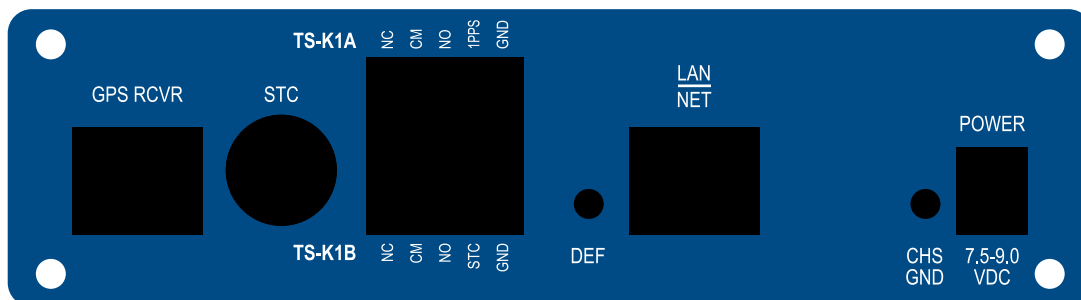 TS-K1A NC CM NO 1PPS GND
GPS RCVR
STC
LAN
NET
POWER
TS-K1B NC CM NO STC GND
DEF
CHS
GND
7.5-9.0
VDC